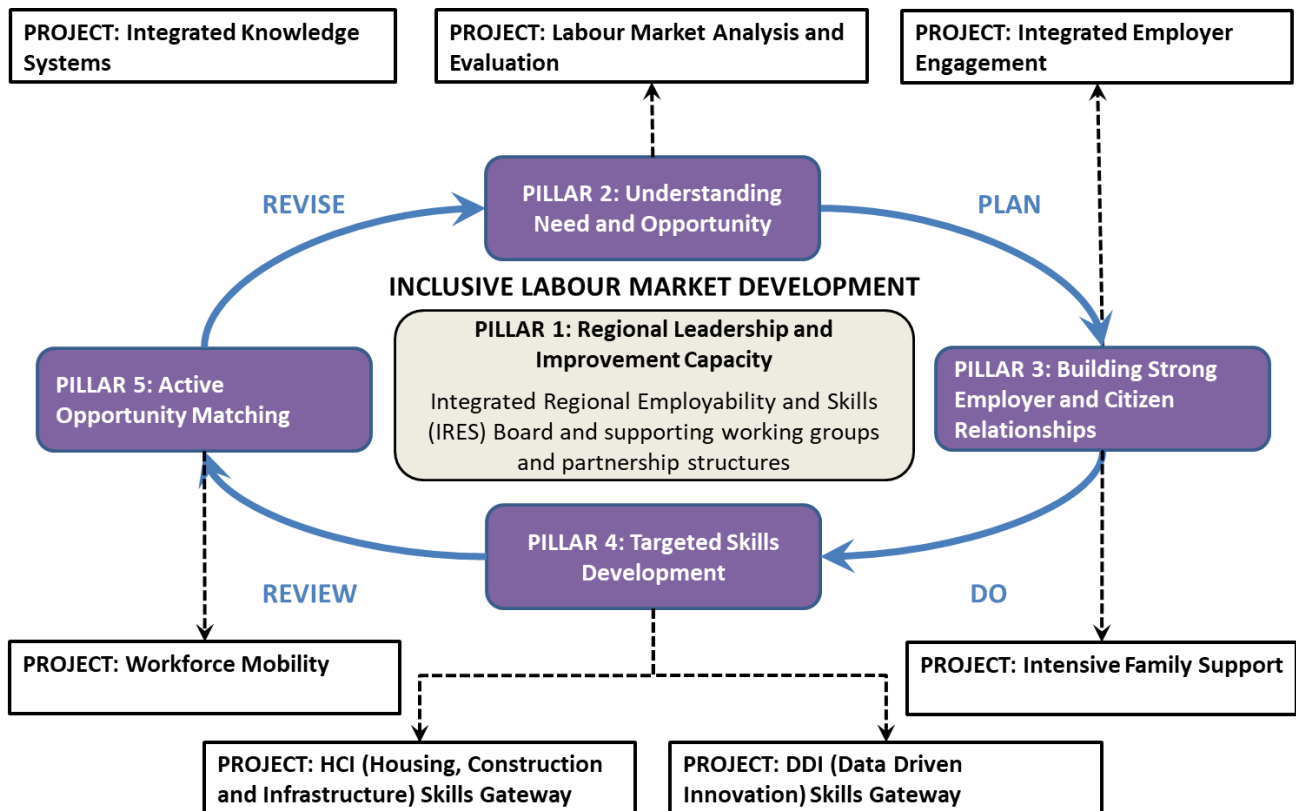 PROJECT: Integrated Knowledge
Systems
PROJECT: Labour Market Analysis and
Evaluation
PROJECT: Integrated Employer
Engagement
REVISE
PILLAR 2: Understanding
Need and Opportunity
PLAN
INCLUSIVE LABOUR MARKET DEVELOPMENT
PILLAR 1: Regional Leadership and
Improvement Capacity
Integrated Regional Employability and Skills
(IRES) Board and supporting working groups
and partnership structures
PILLAR 5: Active
Opportunity Matching
PILLAR 3: Building Strong
Employer and Citizen
Relationships
PILLAR 4: Targeted Skills
Development
REVIEW
DO
PROJECT: Workforce Mobility
PROJECT: Intensive Family Support
PROJECT: HCI (Housing, Construction
and Infrastructure) Skills Gateway
PROJECT: DDI (Data Driven
Innovation) Skills Gateway